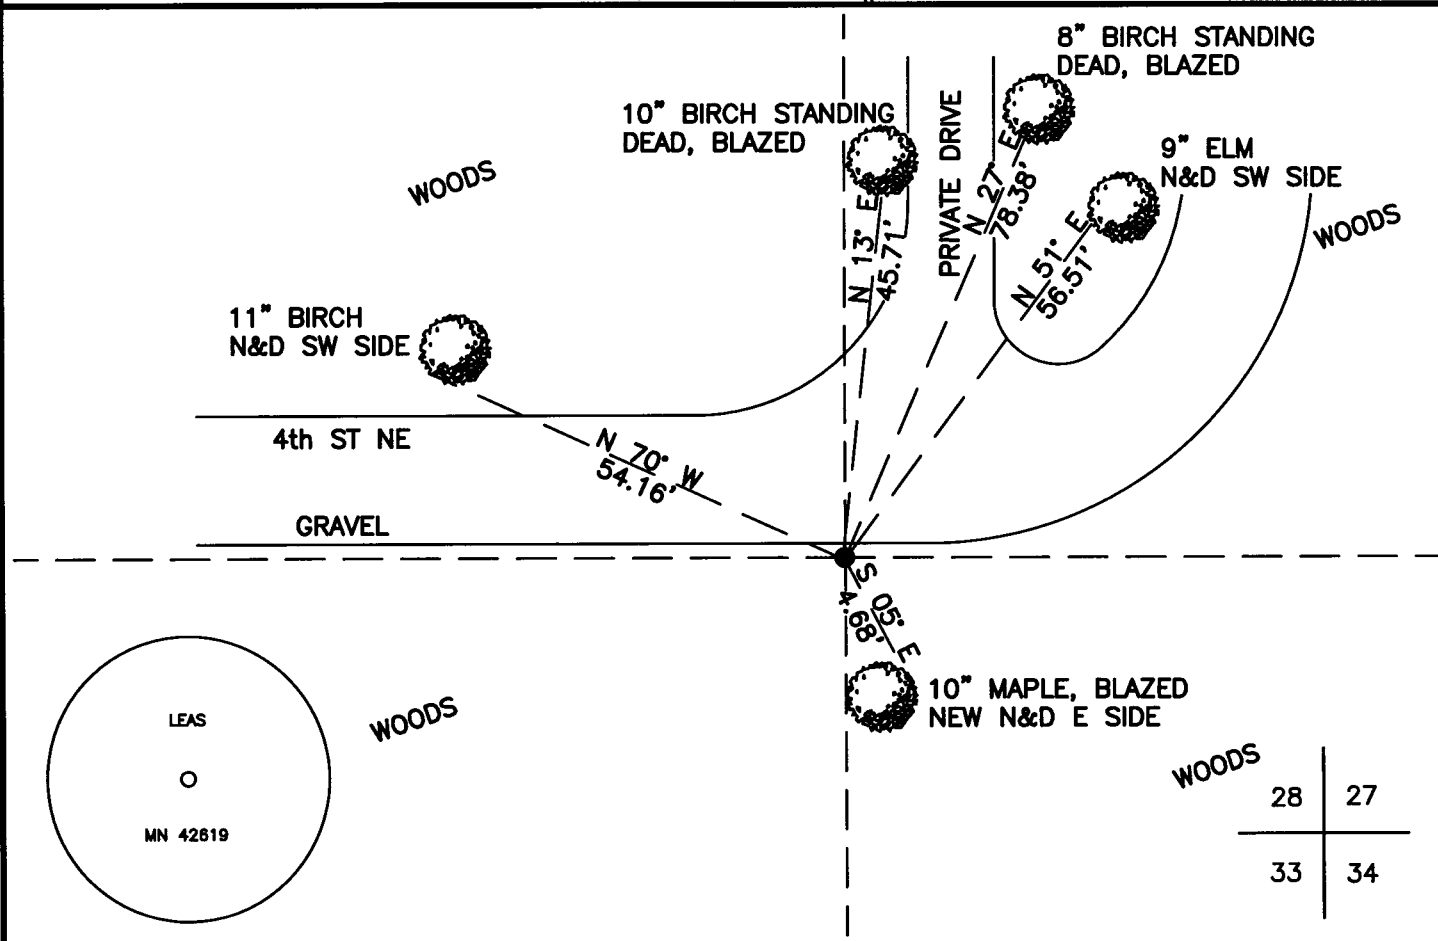 8" BIRCH STANDING
DEAD, BLAZED
10" BIRCH STANDING
DEAD, BLAZED
PRIVATE DRIVE
9" ELM
N&D SW SIDE
WOODS
WOODS
N 27° E
78.38'
N 13° E
45.71'
N 51° E
56.51'
11" BIRCH
N&D SW SIDE
4th ST NE
N 70° W
54.16'
GRAVEL
S 05° E
4.68'
10" MAPLE, BLAZED
NEW N&D E SIDE
WOODS
WOODS
LEAS
MN 42619
28 27
33 34